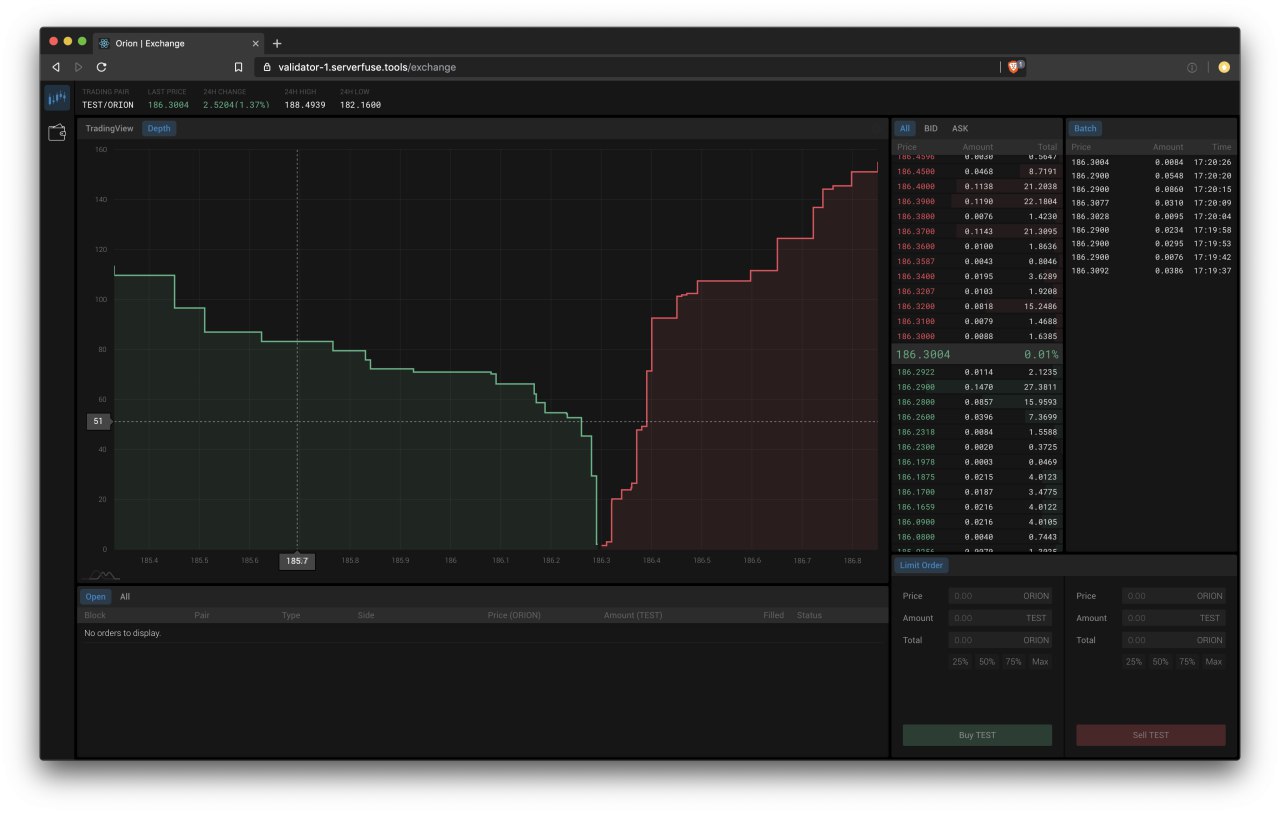 Orion | Exchange
validator-1.serverfuse.tools/exchange
1
TRADING PAIR LAST PRICE 24H CHANGE 24H HIGH 24H LOW
TEST/ORION 186.3004 2.5204(1.37%) 188.4939 182.1600
TradingView Depth
160
140
120
100
80
60
51
40
20
0
185.4 185.5 185.6 185.7 185.8 185.9 186 186.1 186.2 186.3 186.4 186.5 186.6 186.7 186.8
All BID ASK
Price Amount Total
186.4596 0.0030 0.5647
186.4500 0.0468 8.7191
186.4000 0.1138 21.2038
186.3900 0.1190 22.1804
186.3800 0.0076 1.4230
186.3700 0.1143 21.3095
186.3600 0.0100 1.8636
186.3587 0.0043 0.8046
186.3400 0.0195 3.6289
186.3207 0.0103 1.9208
186.3200 0.0818 15.2486
186.3100 0.0079 1.4688
186.3000 0.0088 1.6385
186.3004 0.01%
186.2922 0.0114 2.1235
186.2900 0.1470 27.3811
186.2800 0.0857 15.9593
186.2600 0.0396 7.3699
186.2318 0.0084 1.5588
186.2300 0.0020 0.3725
186.1978 0.0003 0.0469
186.1875 0.0215 4.0123
186.1700 0.0187 3.4775
186.1659 0.0216 4.0122
186.0900 0.0216 4.0105
186.0800 0.0040 0.7443
Batch
Price Amount Time
186.3004 0.0084 17:20:26
186.2900 0.0548 17:20:20
186.2900 0.0860 17:20:15
186.3077 0.0310 17:20:09
186.3028 0.0095 17:20:04
186.2900 0.0234 17:19:58
186.2900 0.0295 17:19:53
186.2900 0.0076 17:19:42
186.3092 0.0386 17:19:37
Open All
Block Pair Type Side Price (ORION) Amount (TEST) Filled Status
No orders to display.
Limit Order
Price 0.00 ORION
Amount 0.00 TEST
Total 0.00 ORION
25% 50% 75% Max
Buy TEST
Price 0.00 ORION
Amount 0.00 TEST
Total 0.00 ORION
25% 50% 75% Max
Sell TEST